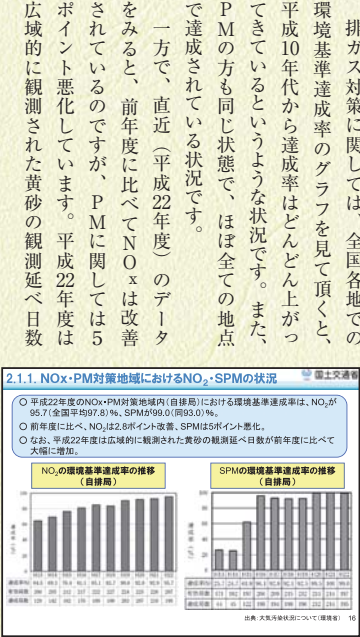 排ガス対策に関しては、全国各地での
環境基準達成率のグラフを見て頂くと、
平成10年代から達成率はどんどん上がっ
てきているというような状況です。また、
PMの方も同じ状態で、ほぼ全ての地点
で達成されている状況です。
一方で、直近（平成22年度）のデータ
をみると、前年度に比べてNOxは改善
されているのですが、PMに関しては5
ポイント悪化しています。平成22年度は
広域的に観測された黄砂の観測延べ日数
2.1.1. NOx・PM対策地域におけるNO2・SPMの状況
国土交通省
○ 平成22年度のNOx・PM対策地域内(自排局)における環境基準達成率は、NO2が
95.7(全国平均97.8)%、SPMが99.0(同93.0)%。
○ 前年度に比べ、NO2は2.8ポイント改善、SPMは5ポイント悪化。
○ なお、平成22年度は広域的に観測された黄砂の観測延べ日数が前年度に比べて
大幅に増加。
NO2の環境基準達成率の推移
（自排局）
SPMの環境基準達成率の推移
（自排局）
出典：大気汚染状況について(環境省)
16